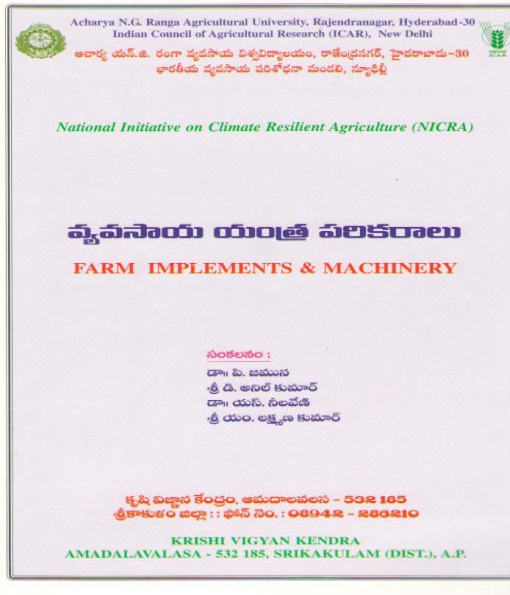 Acharya N.G. Ranga Agricultural University, Rajendranagar, Hyderabad-30
Indian Council of Agricultural Research (ICAR), New Delhi
ఆచార్య యన్.జి. రంగా వ్యవసాయ విశ్వవిద్యాలయం, రాజేంద్రనగర్, హైదరాబాదు-30
భారతీయ వ్యవసాయ పరిశోధనా మండలి, న్యూఢిల్లీ
National Initiative on Climate Resilient Agriculture (NICRA)
వ్యవసాయ యంత్ర పరికరాలు
FARM IMPLEMENTS & MACHINERY
సంకలనం :
డా॥ పి. జమున
శ్రీ డి. అనిల్ కుమార్
డా॥ యస్. నీలవేణి
శ్రీ యం. లక్ష్మణ కుమార్
కృషి విజ్ఞాన కేంద్రం, ఆమదాలవలస - 532 185
శ్రీకాకుళం జిల్లా : : ఫోన్ నెం. : 08942 - 286210
KRISHI VIGYAN KENDRA
AMADALAVALASA - 532 185, SRIKAKULAM (DIST.), A.P.